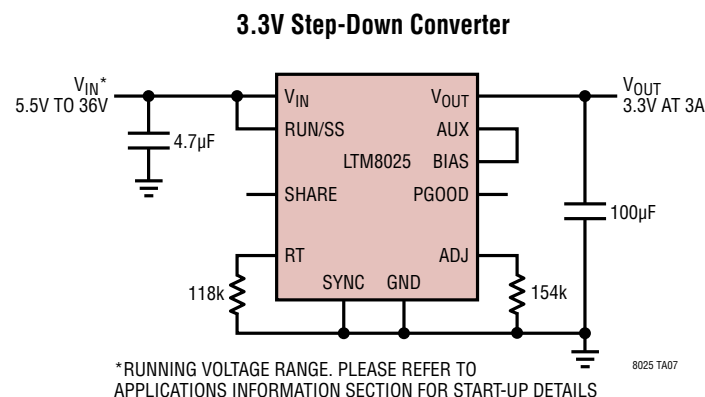 3.3V Step-Down Converter
VIN*
5.5V TO 36V
4.7µF
VIN
RUN/SS
SHARE
RT
SYNC
GND
LTM8025
VOUT
AUX
BIAS
PGOOD
ADJ
VOUT
3.3V AT 3A
100µF
118k
154k
*RUNNING VOLTAGE RANGE. PLEASE REFER TO
APPLICATIONS INFORMATION SECTION FOR START-UP DETAILS
8025 TA07